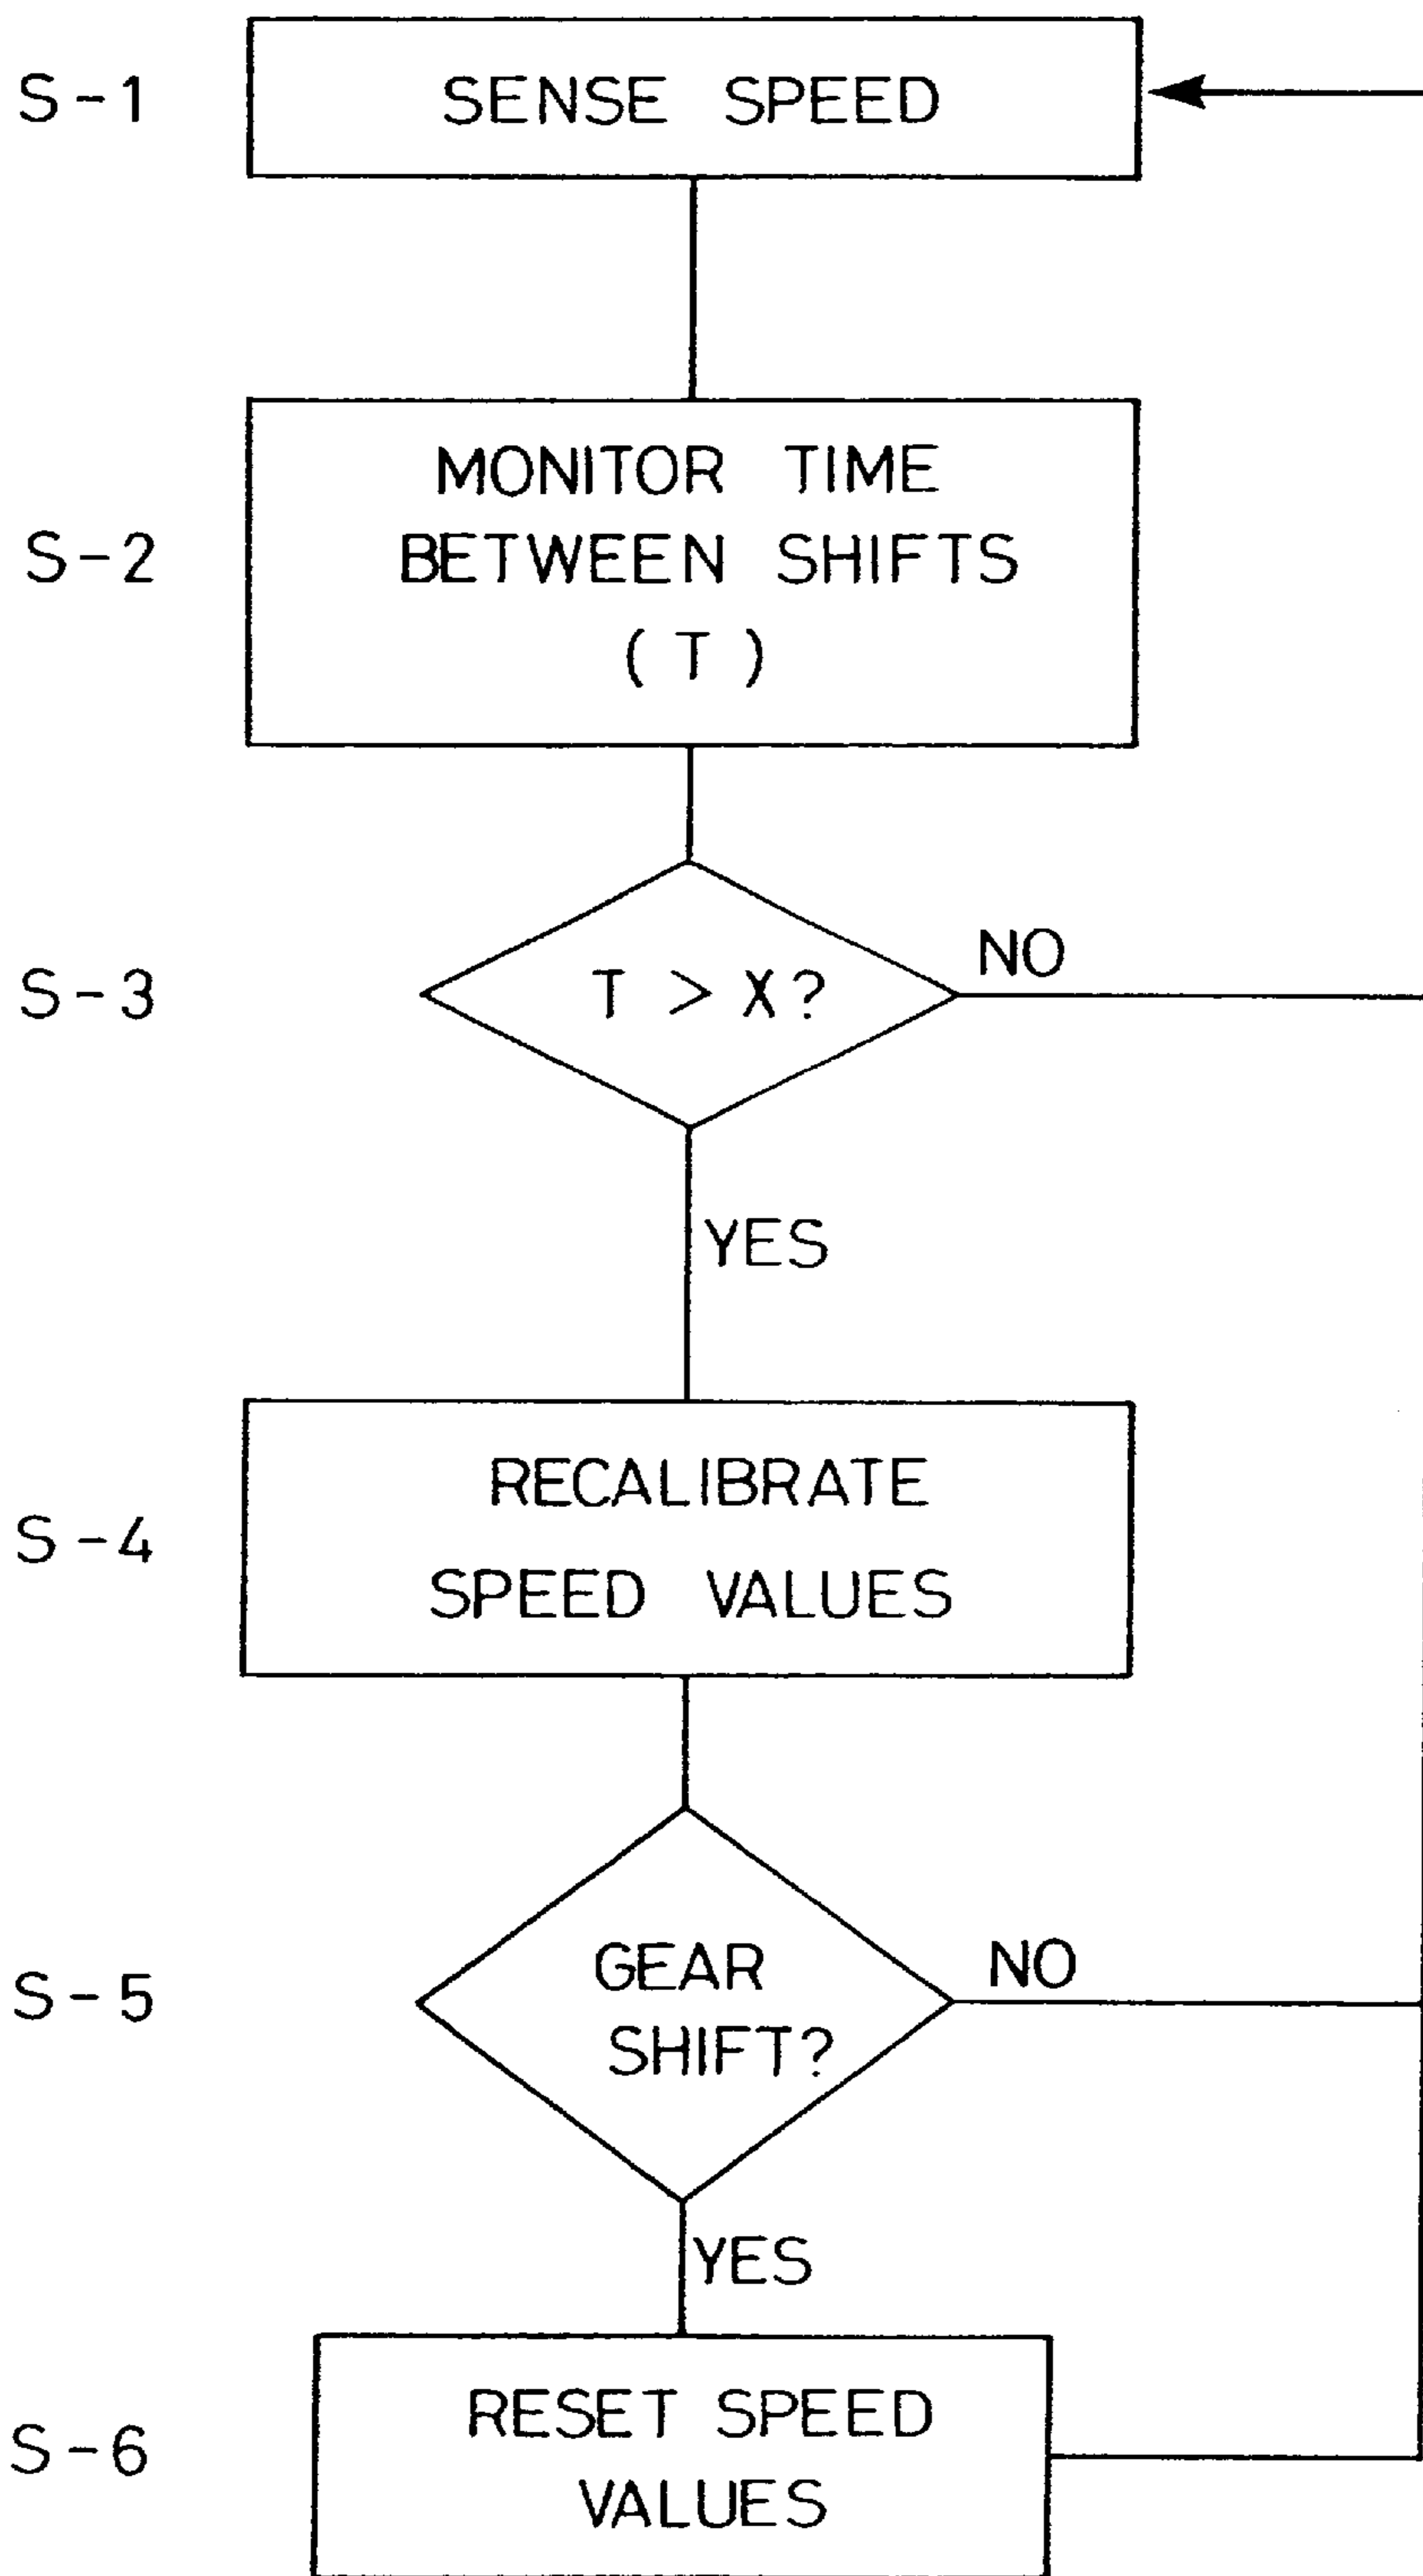 S-1
SENSE SPEED
S-2
MONITOR TIME
BETWEEN SHIFTS
(T)
S-3
T > X?
NO
YES
S-4
RECALIBRATE
SPEED VALUES
S-5
GEAR
SHIFT?
NO
YES
S-6
RESET SPEED
VALUES